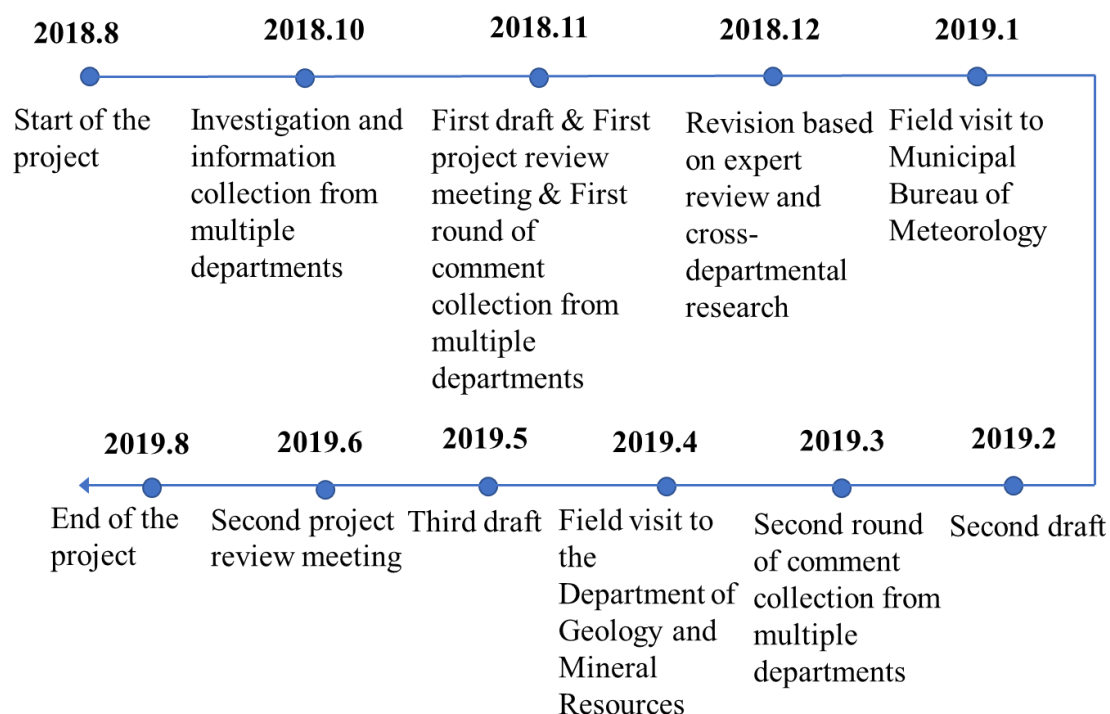 2018.8
Start of the
project
2018.10
Investigation and
information
collection from
multiple
departments
2018.11
First draft & First
project review
meeting & First
round of
comment
collection from
multiple
departments
2018.12
Revision based
on expert
review and
cross-
departmental
research
2019.1
Field visit to
Municipal
Bureau of
Meteorology
2019.2
Second draft
2019.3
Second round
of comment
collection from
multiple
departments
2019.4
Field visit to
the
Department of
Geology and
Mineral
Resources
2019.5
Third draft
2019.6
Second project
review meeting
2019.8
End of the
project